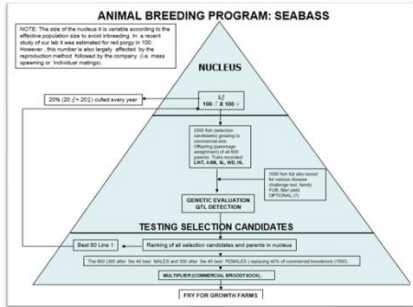 ANIMAL BREEDING PROGRAM: SEABASS
NOTE: The size of the nucleus it is variable according to the
effective population size to avoid inbreeding. In a recent
study of our lab it was estimated for red porgy in 100.
However, this number is also largely affected by the
reproduction method followed by the company (i.e. mass
spawning or individual matings).
NUCLEUS
20% (20 ♂+ 20♀) culled every year
100 ♂ X 100 ♀
2000 fish (selection
candidates) growing to
commercial size.
Offspring (parentage
assignment) of all 600
parents. Traits recorded
1000 fish full sibs tested
for various disease
challenge test, family
FCR, fillet yield.
OPTIONAL (?)
GENETIC EVALUATION
QTL DETECTION
TESTING SELECTION CANDIDATES
Best 80 Line 1
Ranking of all selection candidates and parents in nucleus
The 600 (300 after the 40 best MALES and 300 after the 40 best FEMALES) replacing 40% of commercial broodstock (1500)
MULTIPLIER (COMMERCIAL BROODSTOCK)
FRY FOR GROWTH FARMS